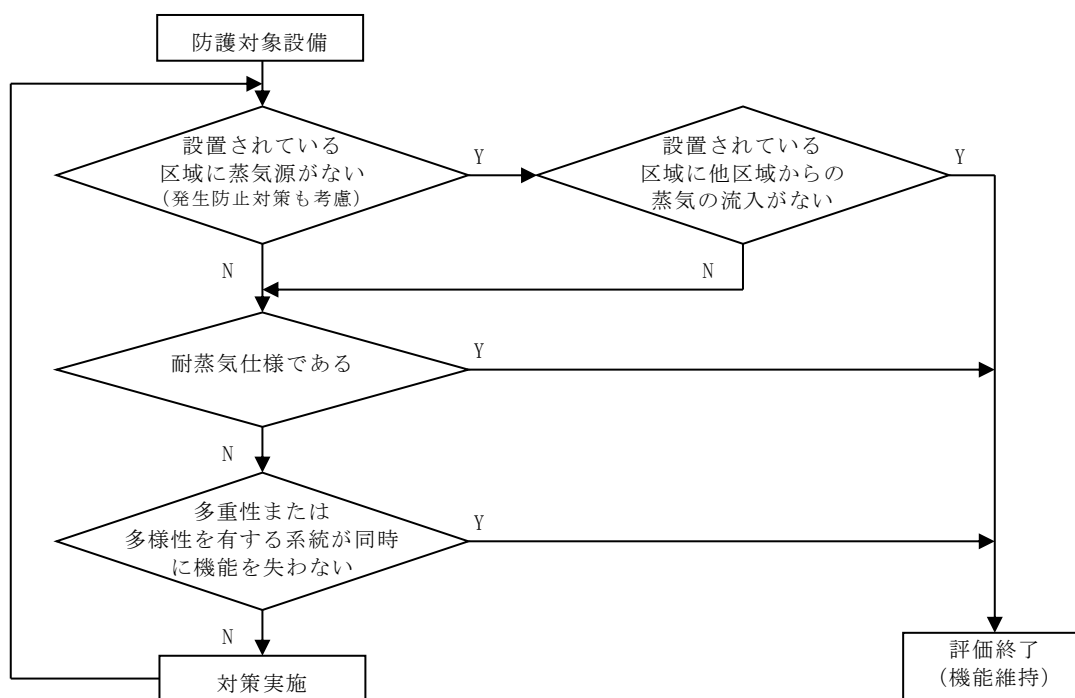 防護対象設備
設置されている
区域に蒸気源がない
(発生防止対策も考慮)
Y
設置されている
区域に他区域からの
蒸気の流入がない
Y
N
N
耐蒸気仕様である
Y
N
多重性または
多様性を有する系統が同時
に機能を失わない
Y
N
対策実施
評価終了
(機能維持)